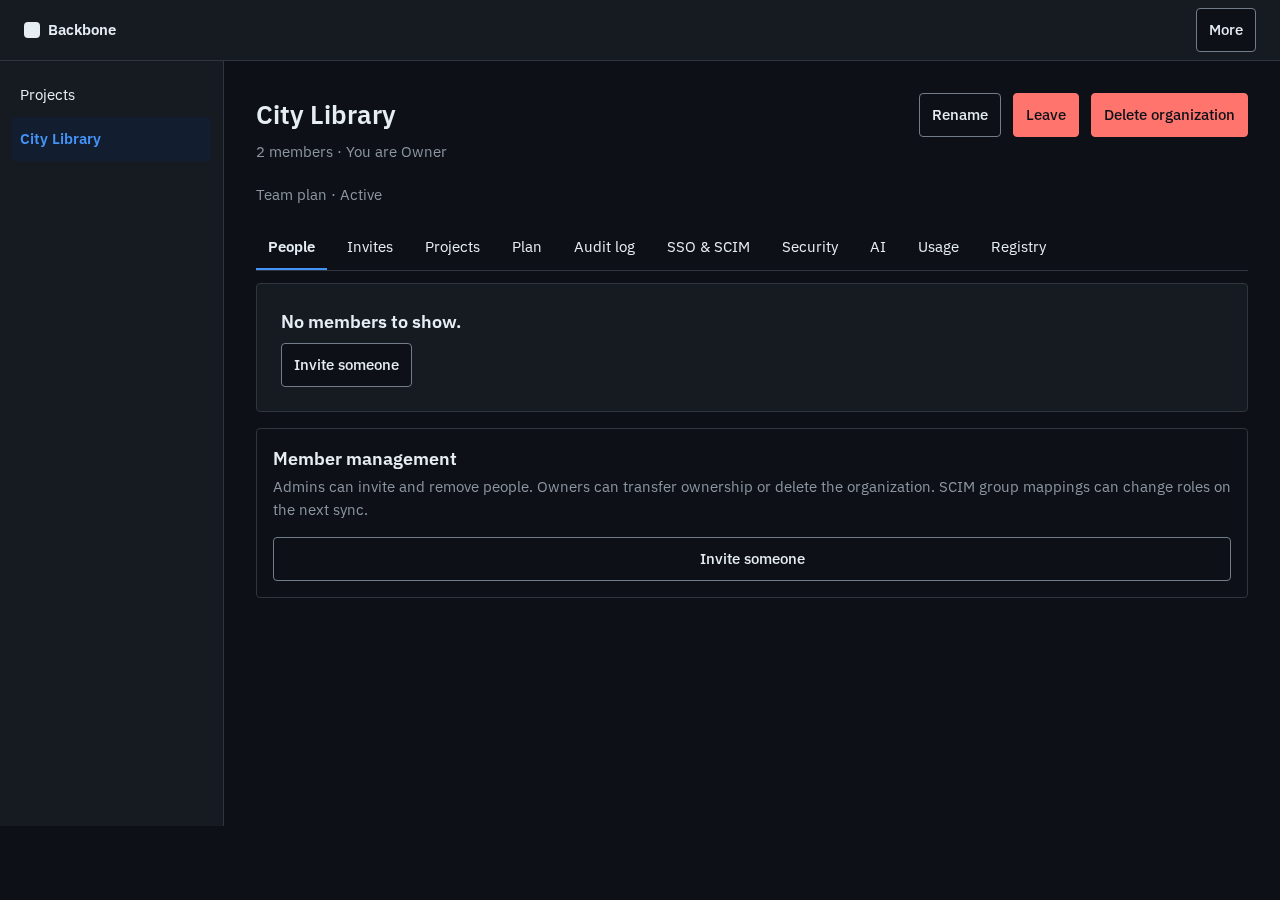 Backbone
More
Projects
City Library
City Library
Rename
Leave
Delete organization
2 members · You are Owner
Team plan · Active
People
Invites
Projects
Plan
Audit log
SSO & SCIM
Security
AI
Usage
Registry
No members to show.
Invite someone
Member management
Admins can invite and remove people. Owners can transfer ownership or delete the organization. SCIM group mappings can change roles on
the next sync.
Invite someone